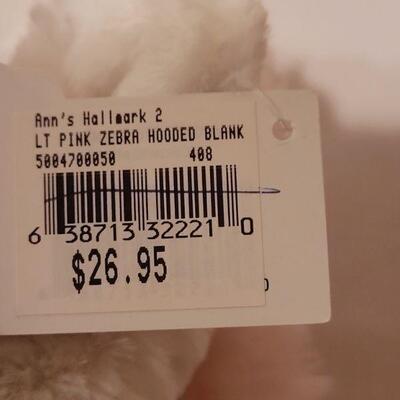 Ann's Hallmark 2
LT PINK ZEBRA HOODED BLANK
5004700050 408
6 38713 32221 0
$26.95